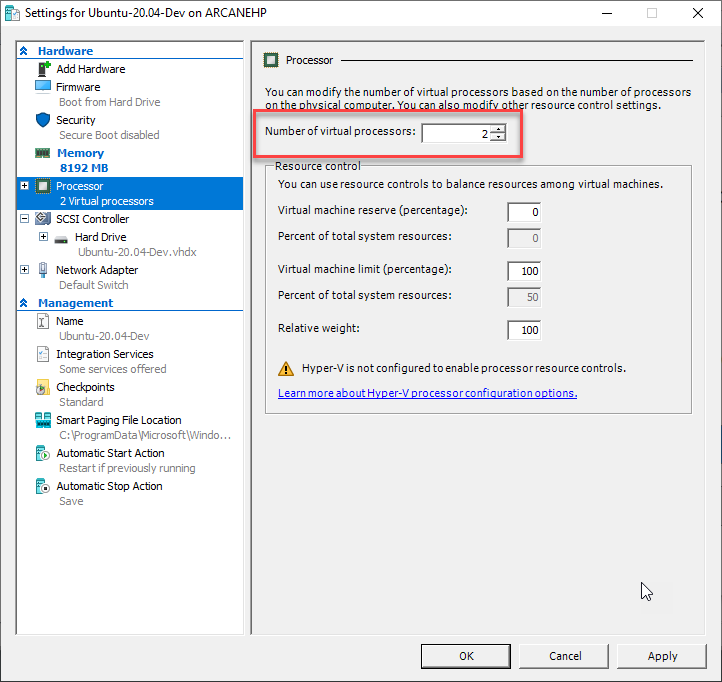 Settings for Ubuntu-20.04-Dev on ARCANEHP
Hardware
Add Hardware
Firmware
Boot from Hard Drive
Security
Secure Boot disabled
Memory
8192 MB
Processor
2 Virtual processors
SCSI Controller
Hard Drive
Ubuntu-20.04-Dev.vhdx
Network Adapter
Default Switch
Management
Name
Ubuntu-20.04-Dev
Integration Services
Some services offered
Checkpoints
Standard
Smart Paging File Location
C:\ProgramData\Microsoft\Windo...
Automatic Start Action
Restart if previously running
Automatic Stop Action
Save
Processor
You can modify the number of virtual processors based on the number of processors
on the physical computer. You can also modify other resource control settings.
Number of virtual processors: 2
Resource control
You can use resource controls to balance resources among virtual machines.
Virtual machine reserve (percentage): 0
Percent of total system resources: 0
Virtual machine limit (percentage): 100
Percent of total system resources: 50
Relative weight: 100
Hyper-V is not configured to enable processor resource controls.
Learn more about Hyper-V processor configuration options.
OK Cancel Apply